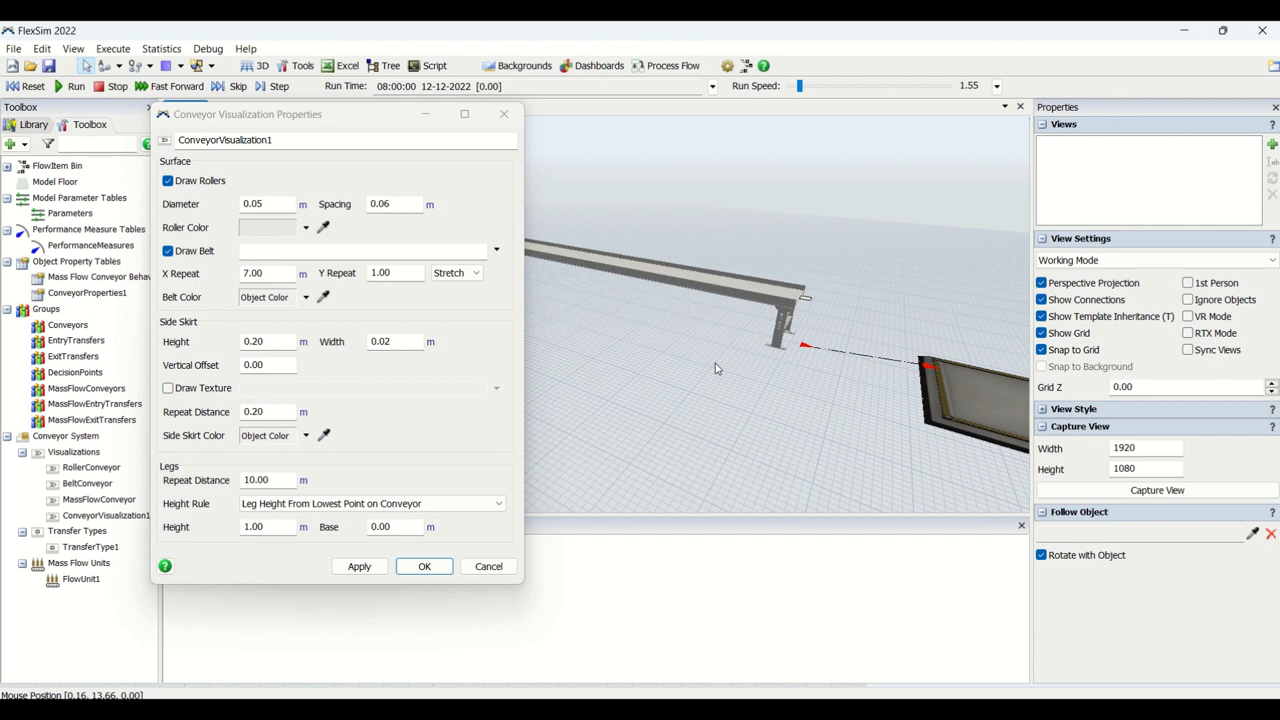 FlexSim 2022
File Edit View Execute Statistics Debug Help
3D Tools Excel Tree Script Backgrounds Dashboards Process Flow
Reset Run Stop Fast Forward Skip Step Run Time: 08:00:00 12-12-2022 [0.00] Run Speed: 1.55
Toolbox
Library Toolbox
FlowItem Bin
Model Floor
Model Parameter Tables
Parameters
Performance Measure Tables
PerformanceMeasures
Object Property Tables
Mass Flow Conveyor Behav
ConveyorProperties1
Groups
Conveyors
EntryTransfers
ExitTransfers
DecisionPoints
MassFlowConveyors
MassFlowEntryTransfers
MassFlowExitTransfers
Conveyor System
Visualizations
RollerConveyor
BeltConveyor
MassFlowConveyor
ConveyorVisualization1
Transfer Types
TransferType1
Mass Flow Units
FlowUnit1
Conveyor Visualization Properties
ConveyorVisualization1
Surface
Draw Rollers
Diameter 0.05 m Spacing 0.06 m
Roller Color
Draw Belt
X Repeat 7.00 m Y Repeat 1.00 Stretch
Belt Color Object Color
Side Skirt
Height 0.20 m Width 0.02 m
Vertical Offset 0.00
Draw Texture
Repeat Distance 0.20 m
Side Skirt Color Object Color
Legs
Repeat Distance 10.00 m
Height Rule Leg Height From Lowest Point on Conveyor
Height 1.00 m Base 0.00 m
? Apply OK Cancel
Properties
Views ?
View Settings ?
Working Mode
Perspective Projection 1st Person
Show Connections Ignore Objects
Show Template Inheritance (T) VR Mode
Show Grid RTX Mode
Snap to Grid Sync Views
Snap to Background
Grid Z 0.00
View Style ?
Capture View ?
Width 1920
Height 1080
Capture View
Follow Object ?
Rotate with Object
Mouse Position [0.16, 13.66, 0.00]